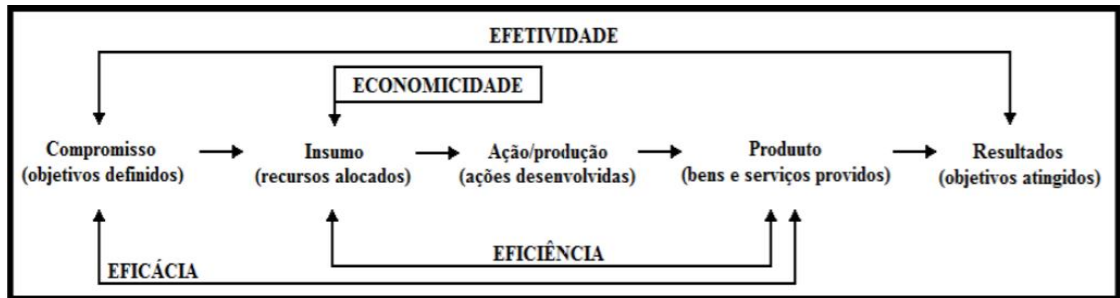 EFETIVIDADE
ECONOMICIDADE
Compromisso
(objetivos definidos)
Insumo
(recursos alocados)
Ação/produção
(ações desenvolvidas)
Produuto
(bens e serviços providos)
Resultados
(objetivos atingidos)
EFICIÊNCIA
EFICÁCIA